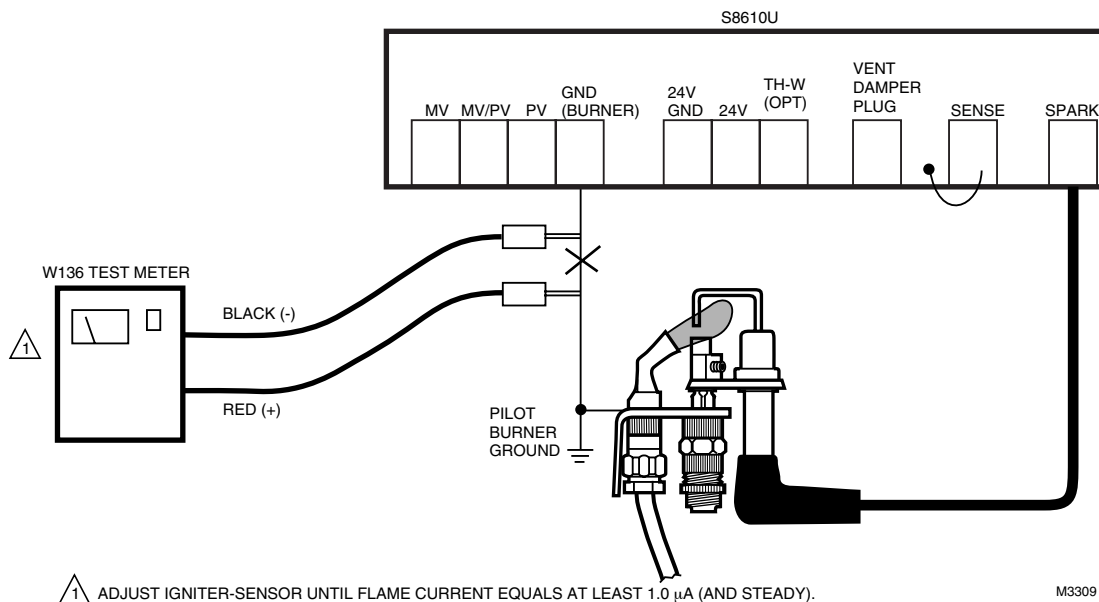 S8610U
MV MV/PV PV
GND
(BURNER)
24V
GND
24V
TH-W
(OPT)
VENT
DAMPER
PLUG
SENSE
SPARK
W136 TEST METER
BLACK (-)
RED (+)
1
PILOT
BURNER
GROUND
1 ADJUST IGNITER-SENSOR UNTIL FLAME CURRENT EQUALS AT LEAST 1.0 µA (AND STEADY).
M3309